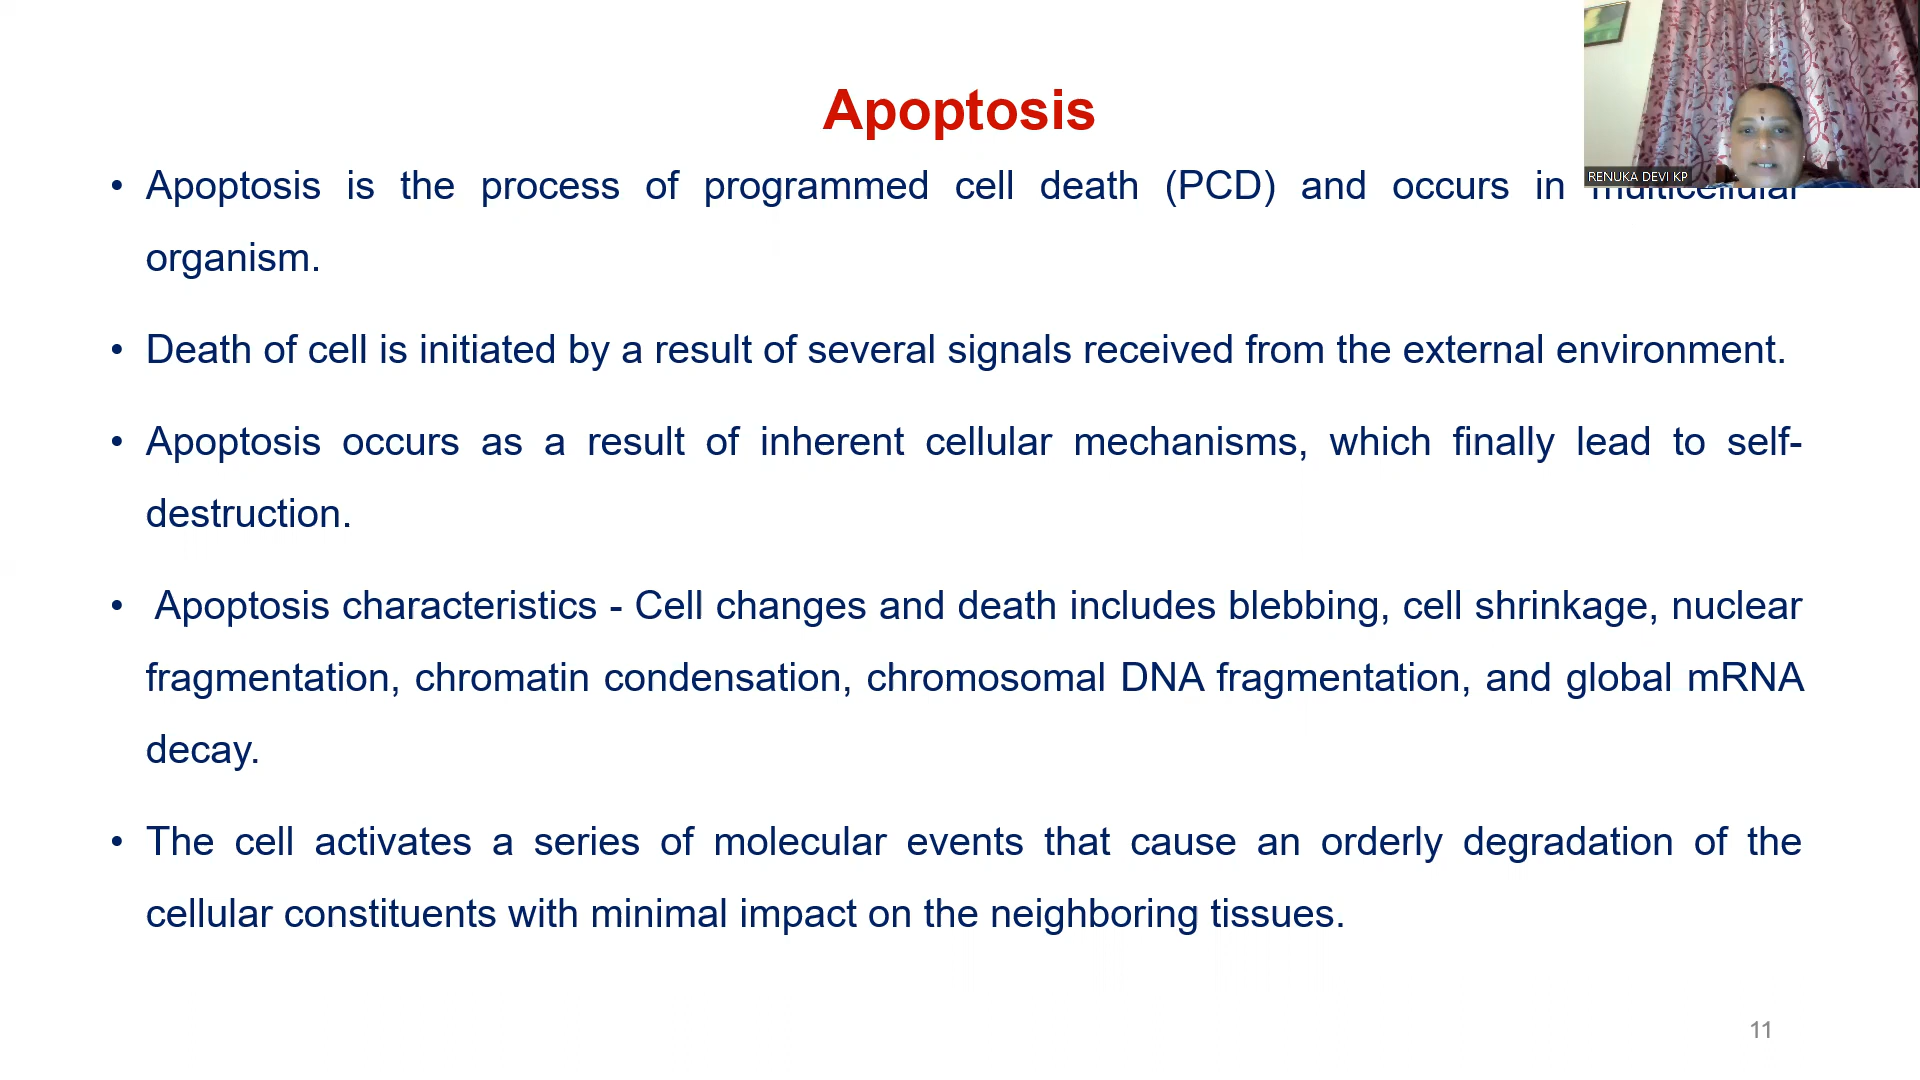 Apoptosis
• Apoptosis is the process of programmed cell death (PCD) and occurs in multicellular
RENUKA DEVI KP
organism.
• Death of cell is initiated by a result of several signals received from the external environment.
• Apoptosis occurs as a result of inherent cellular mechanisms, which finally lead to self-
destruction.
• Apoptosis characteristics - Cell changes and death includes blebbing, cell shrinkage, nuclear
fragmentation, chromatin condensation, chromosomal DNA fragmentation, and global mRNA
decay.
• The cell activates a series of molecular events that cause an orderly degradation of the
cellular constituents with minimal impact on the neighboring tissues.
11